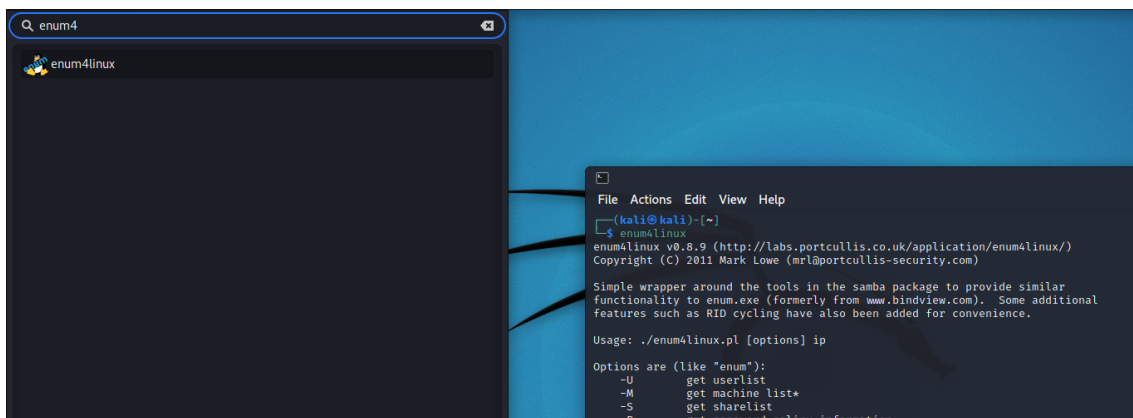 enum4
enum4linux
File Actions Edit View Help
(kali㉿kali)-[~]
$ enum4linux
enum4linux v0.8.9 (http://labs.portcullis.co.uk/application/enum4linux/)
Copyright (C) 2011 Mark Lowe (mrl@portcullis-security.com)
Simple wrapper around the tools in the samba package to provide similar
functionality to enum.exe (formerly from www.bindview.com). Some additional
features such as RID cycling have also been added for convenience.
Usage: ./enum4linux.pl [options] ip
Options are (like "enum"):
-U get userlist
-M get machine list*
-S get sharelist